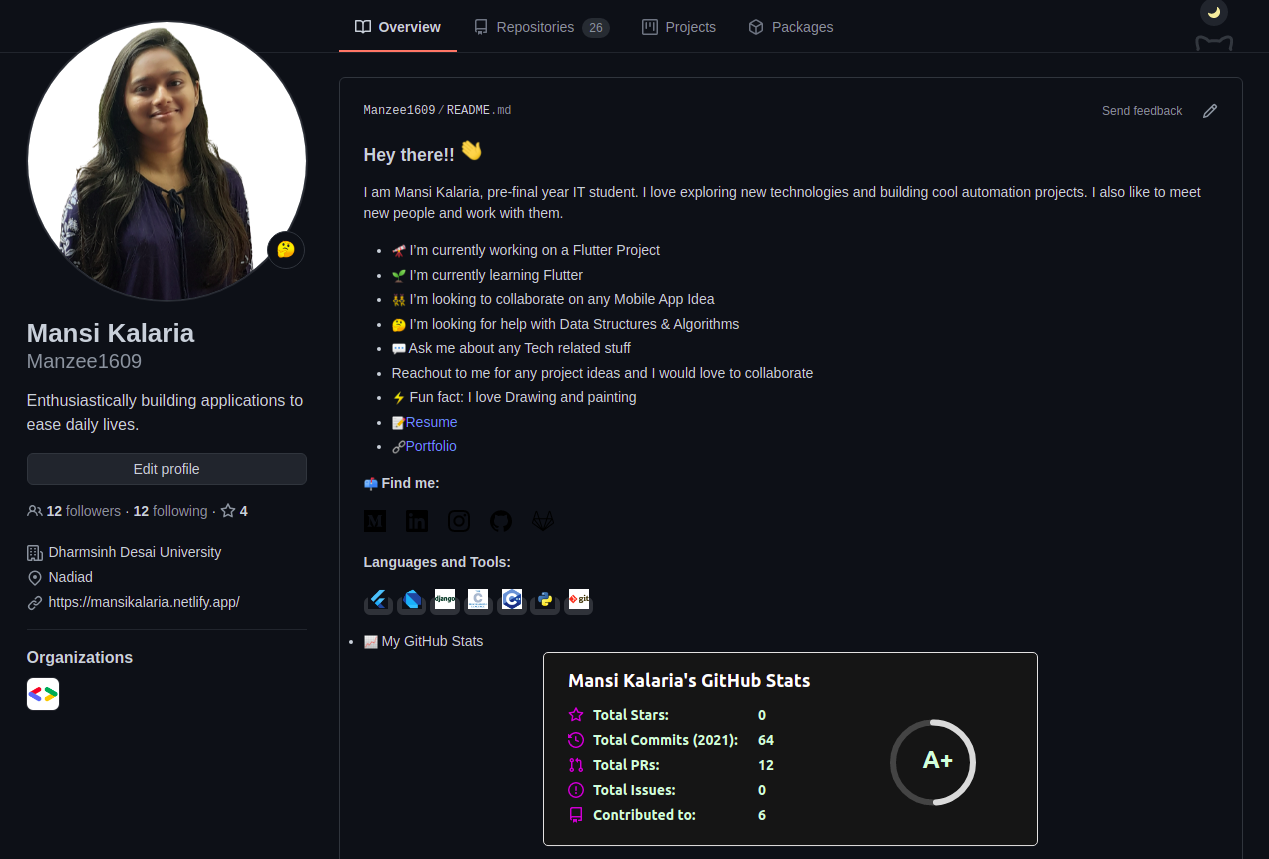 Overview Repositories 26 Projects Packages
Manzee1609/README.md Send feedback
Hey there!! 👋
I am Mansi Kalaria, pre-final year IT student. I love exploring new technologies and building cool automation projects. I also like to meet
new people and work with them.
I'm currently working on a Flutter Project
I'm currently learning Flutter
I'm looking to collaborate on any Mobile App Idea
I'm looking for help with Data Structures & Algorithms
Ask me about any Tech related stuff
Reachout to me for any project ideas and I would love to collaborate
Fun fact: I love Drawing and painting
Resume
Portfolio
Find me:
Languages and Tools:
django C C git
My GitHub Stats
Mansi Kalaria's GitHub Stats
Total Stars: 0
Total Commits (2021): 64
Total PRs: 12
Total Issues: 0
Contributed to: 6
A+
Mansi Kalaria
Manzee1609
Enthusiastically building applications to
ease daily lives.
Edit profile
12 followers · 12 following · 4
Dharmsinh Desai University
Nadiad
https://mansikalaria.netlify.app/
Organizations